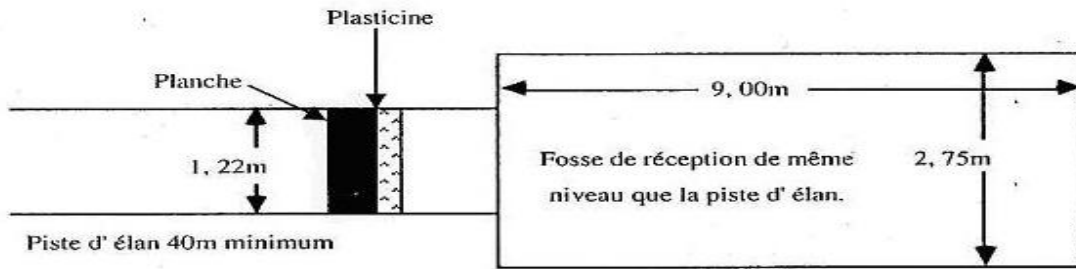 Plasticine
Planche
9, 00m
1, 22m
Fosse de réception de même
niveau que la piste d' élan.
2, 75m
Piste d' élan 40m minimum